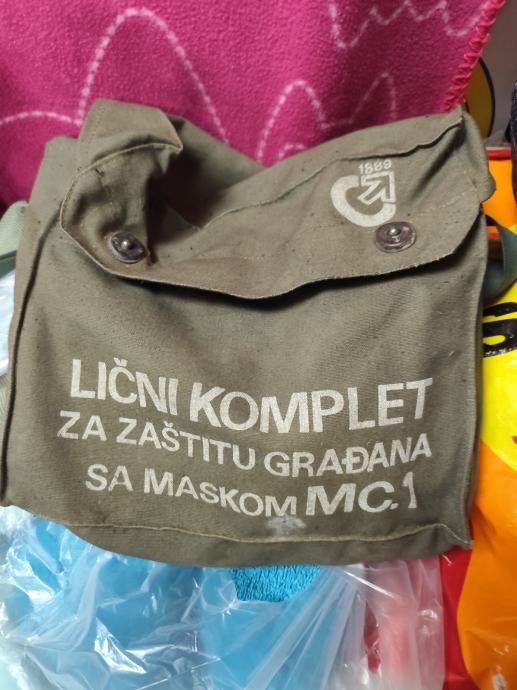 1889
LIČNI KOMPLET
ZA ZAŠTITU GRAĐANA
SA MASKOM MC.1